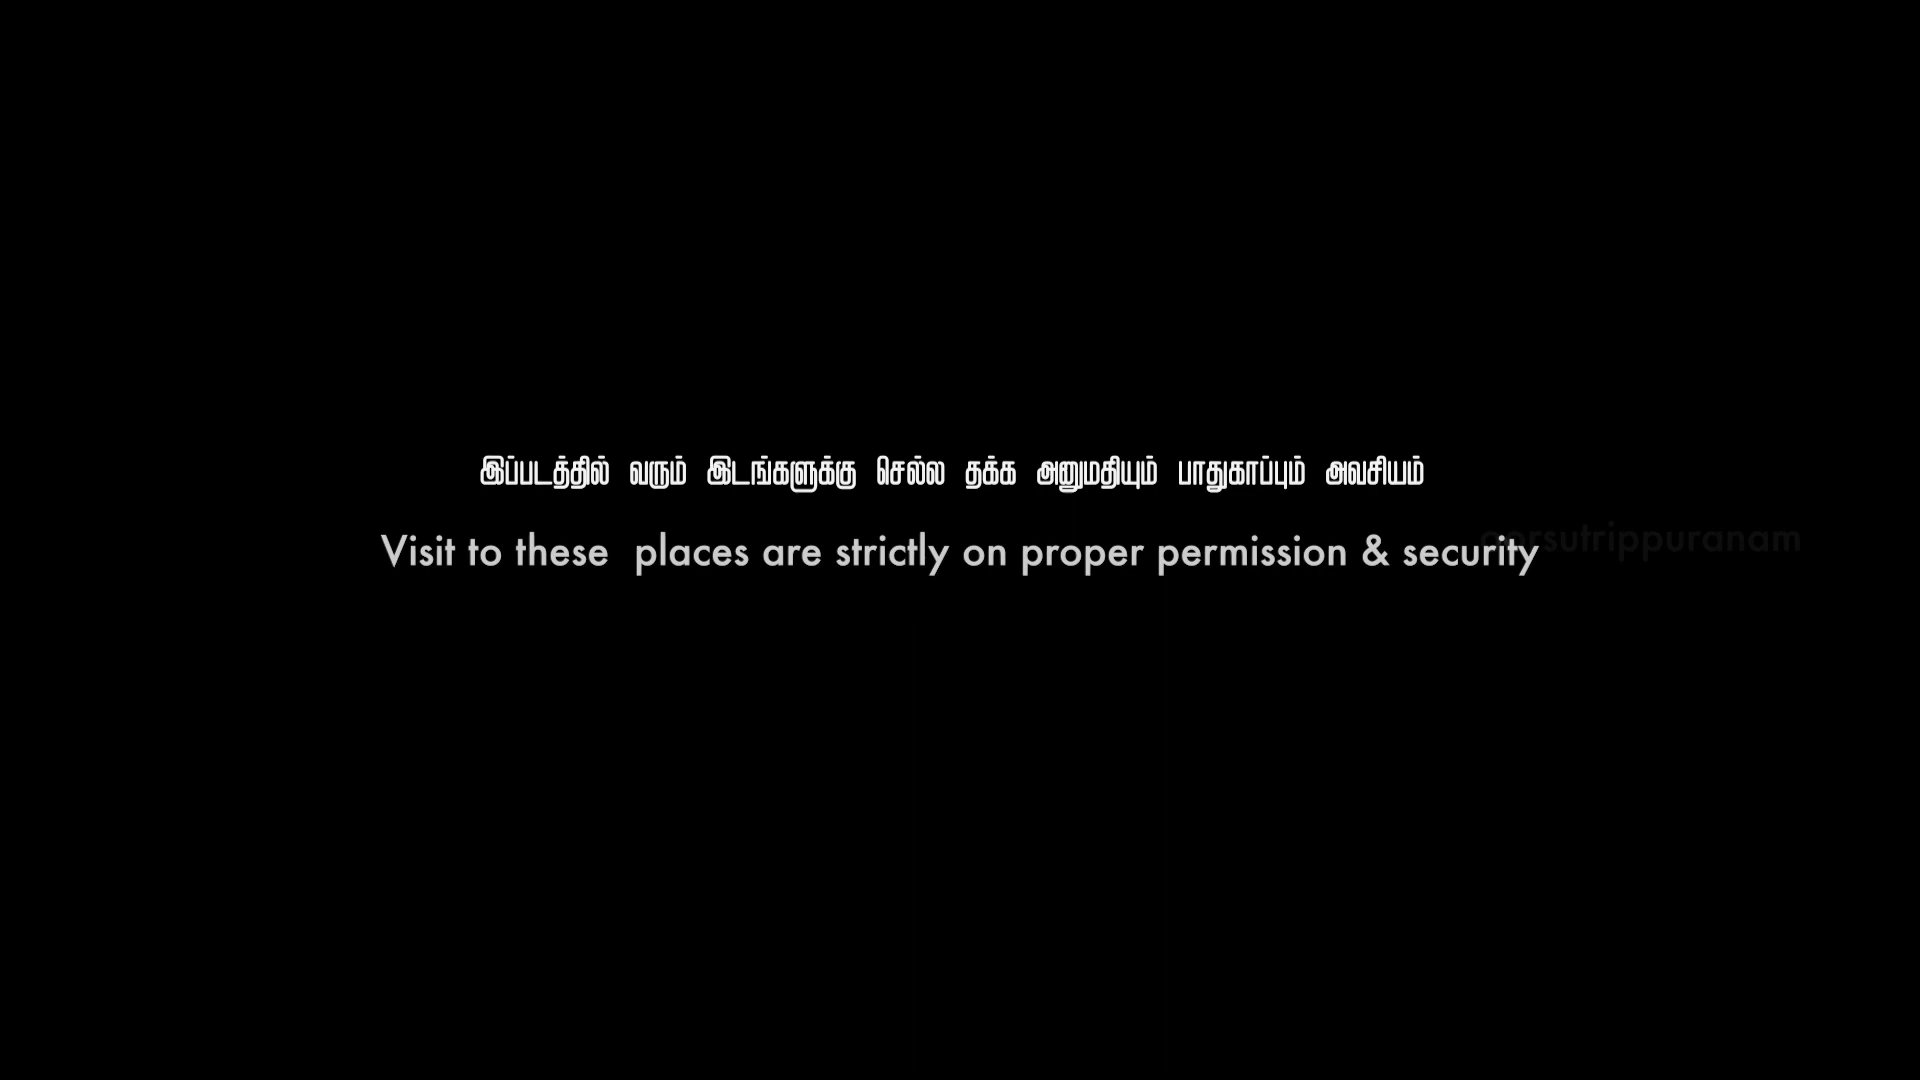 இப்படத்தில் வரும் இடங்களுக்கு செல்ல தக்க அனுமதியும் பாதுகாப்பும் அவசியம்
Visit to these places are strictly on proper permission & security
oorsutrippuranam